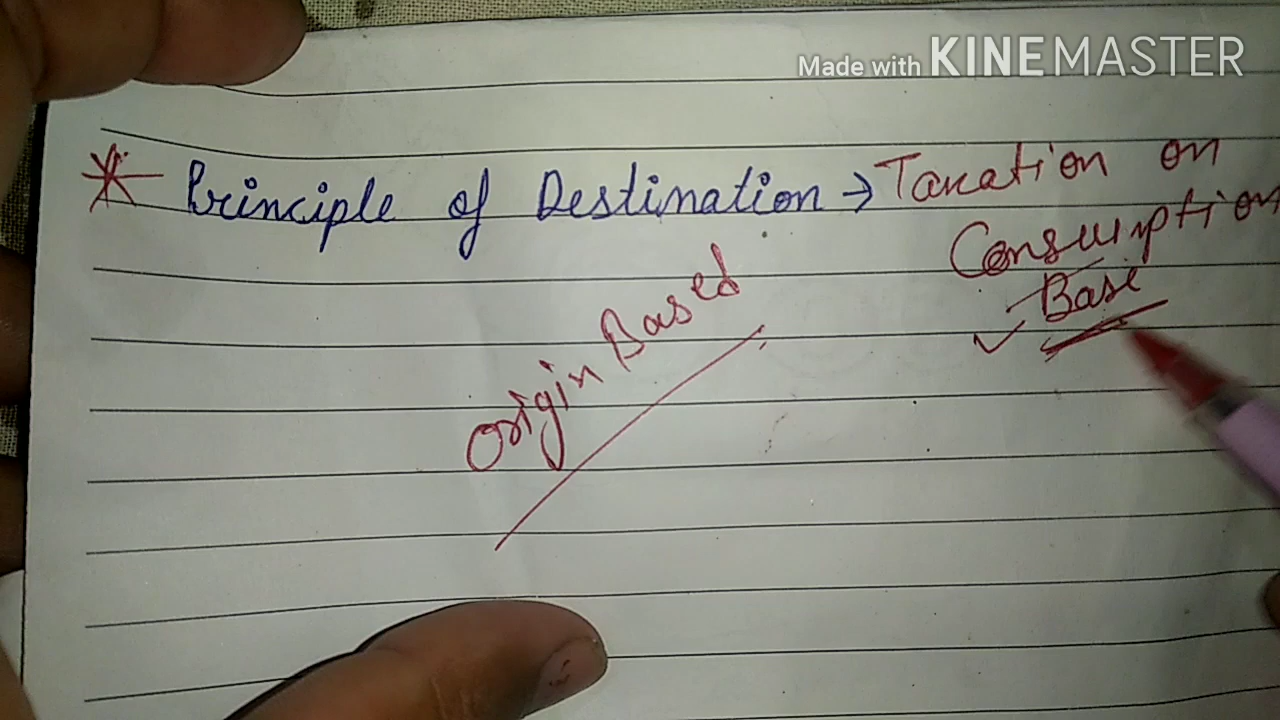 Made with KINEMASTER
* Principle of Destination → Taxation on
Consumption
Base
Origin Based